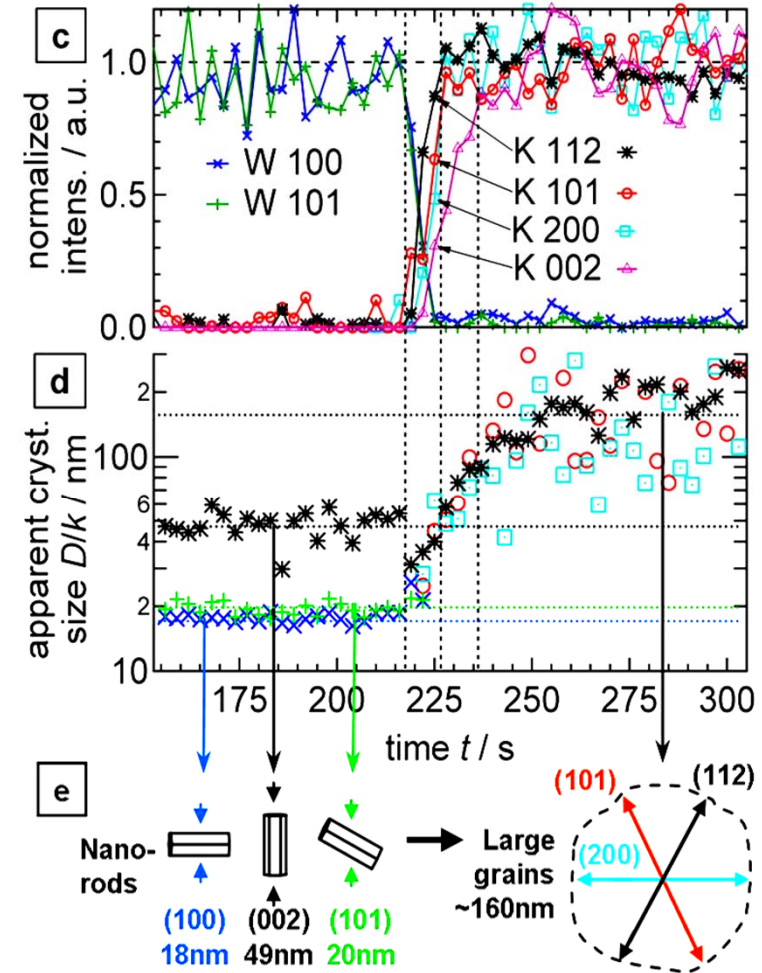 c
normalized
intens. / a.u.
1.0
0.5
0.0
W 100
W 101
K 112
K 101
K 200
K 002
d
apparent cryst.
size D/k / nm
2
100
6
4
2
10
175 200 225 250 275 300
time t / s
e
Nano-
rods
(100)
18nm
(002)
49nm
(101)
20nm
Large
grains
~160nm
(101)
(112)
(200)